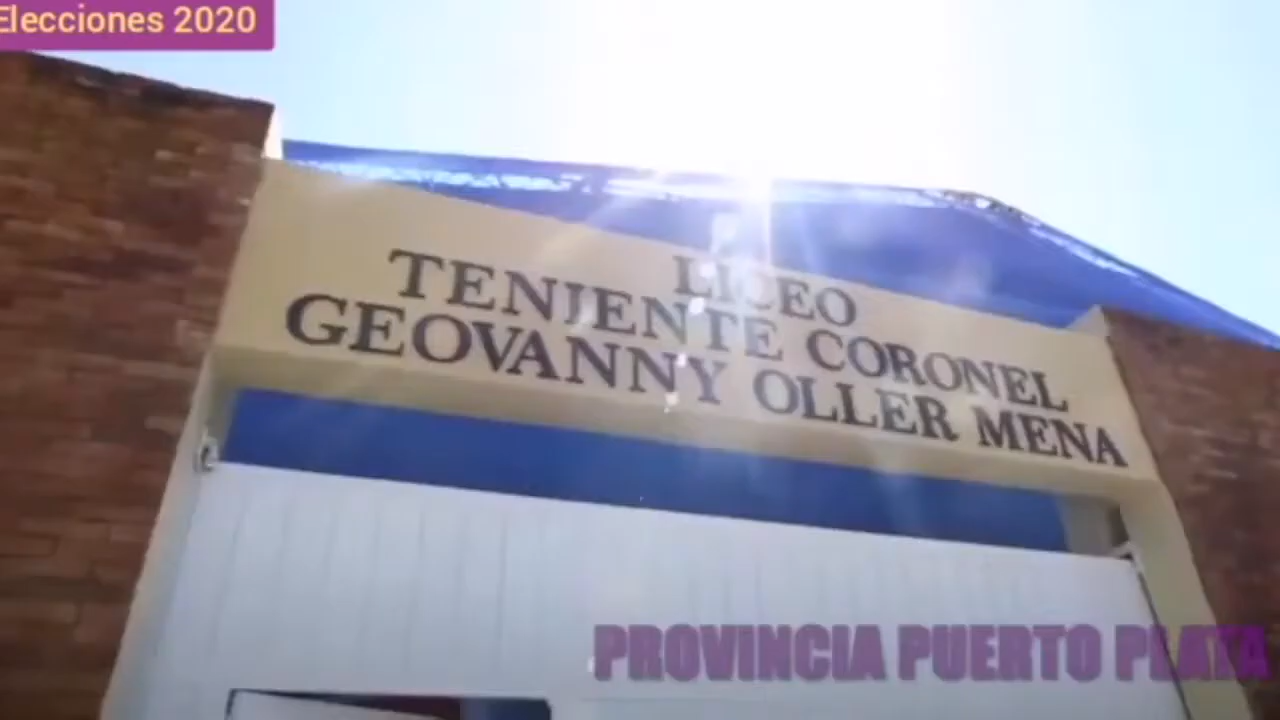 Elecciones 2020
LICEO
TENIENTE CORONEL
GEOVANNY OLLER MENA
PROVINCIA PUERTO PLATA